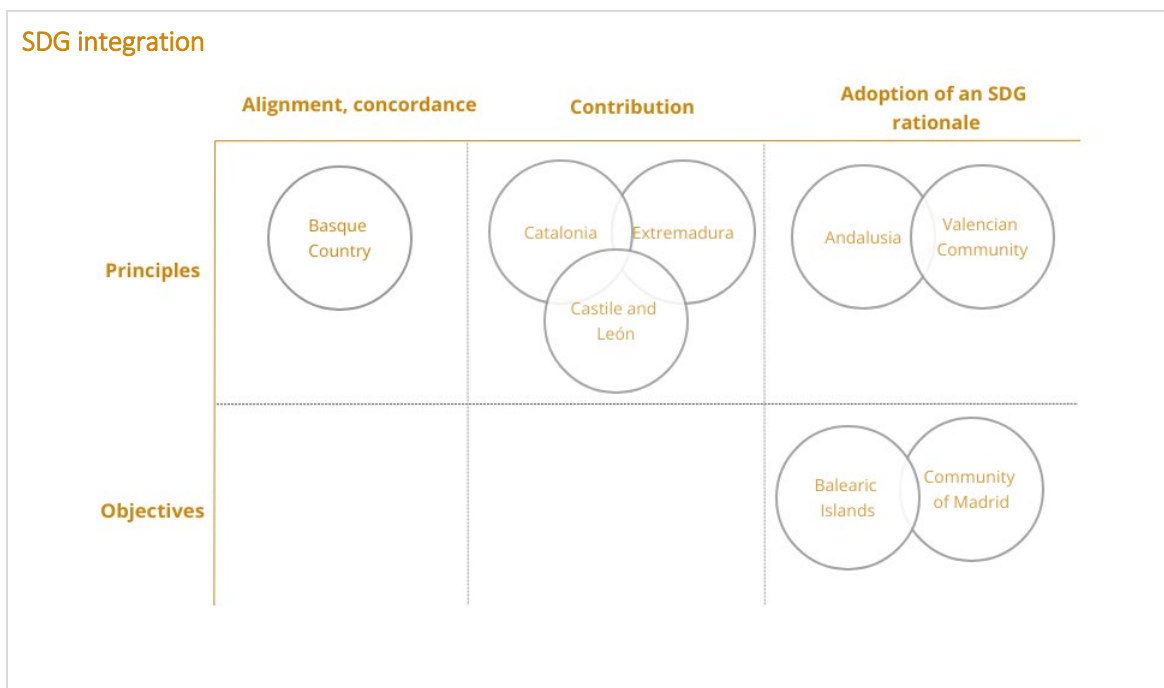 SDG integration
Alignment, concordance
Contribution
Adoption of an SDG
rationale
Principles
Basque
Country
Catalonia
Extremadura
Castile and
León
Andalusia
Valencian
Community
Objectives
Balearic
Islands
Community
of Madrid